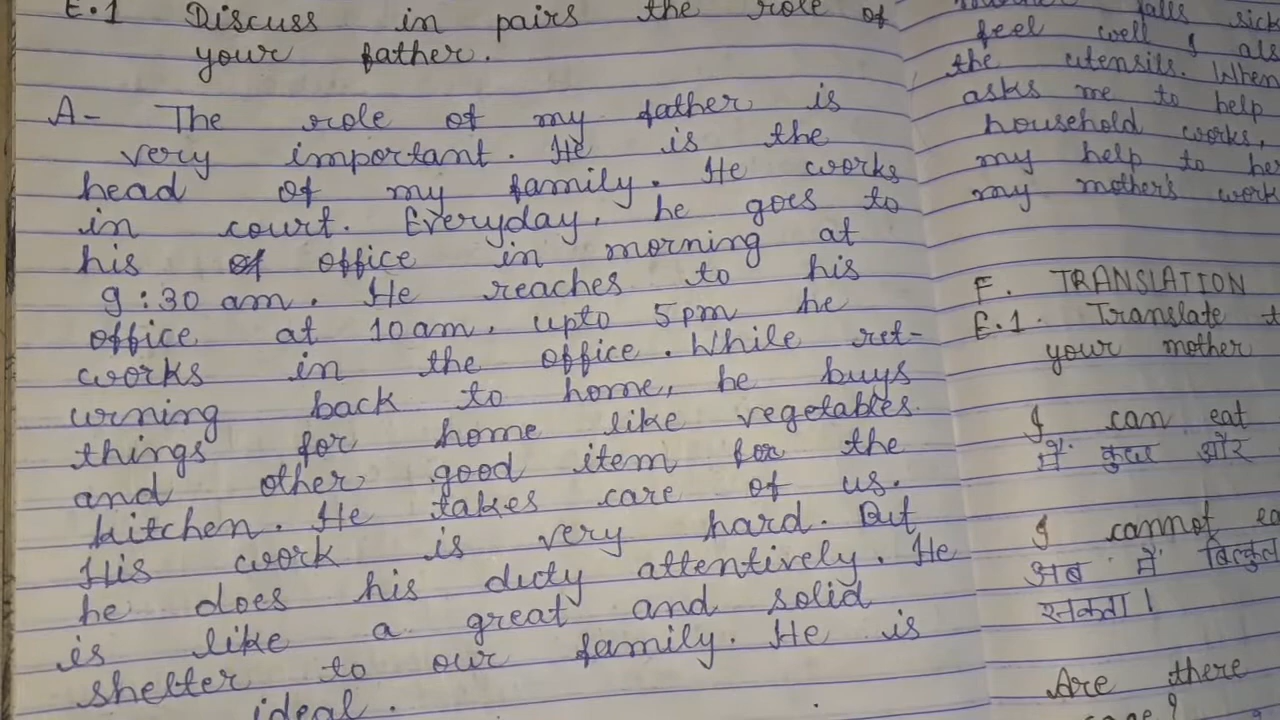 E.1 Discuss in pairs the role of
your father.
A- The role of my father is
very important. He is the
head of my family. He works
in court. Everyday, he goes to
his of office in morning at
9:30 am. He reaches to his
office at 10 am. upto 5pm he
works in the office. While ret-
urning back to home, he buys
things for home like vegetables.
and other good item for the
kitchen. He takes care of us.
His work is very hard. But
he does his duty attentively. He
is like a great and solid
shelter to our family. He is
ideal.
falls sick
feel well I als
the utensils. When
asks me to help
household works,
my help to he
my mother's work
F. TRANSLATION
E.1. Translate t
your mother
I can eat
मैं कुछ और
I cannot ea
अब मैं बिल्कुल
सकता।
Are there